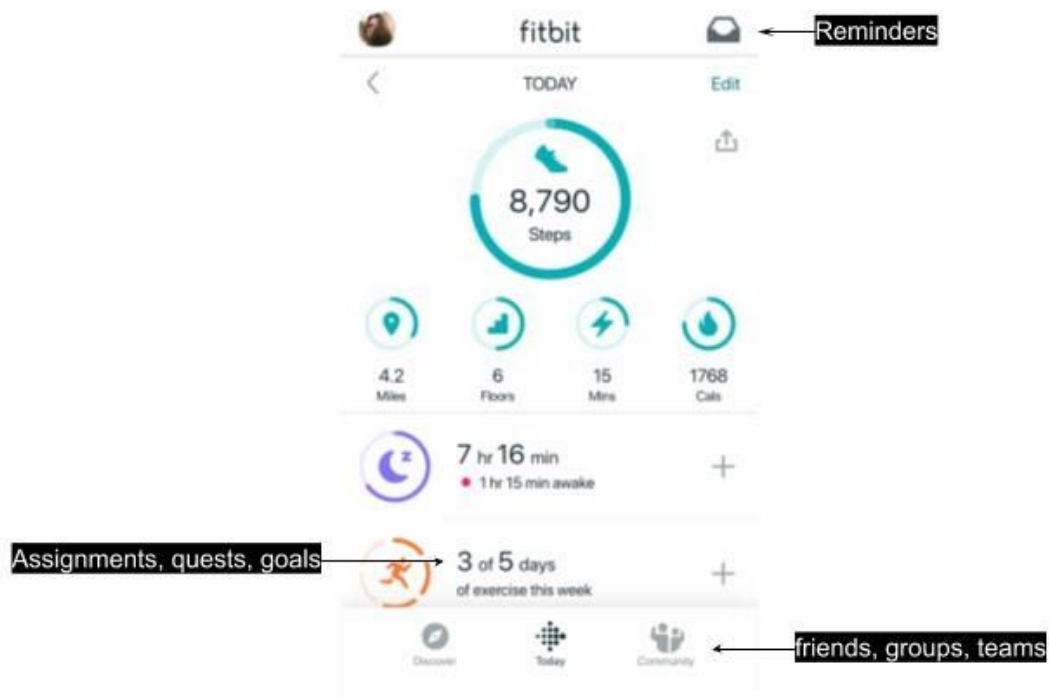 fitbit
Reminders
TODAY
Edit
8,790
Steps
4.2
Miles
6
Floors
15
Mins
1768
Cals
z
7 hr 16 min
1 hr 15 min awake
Assignments, quests, goals
3 of 5 days
of exercise this week
Discover
Today
Community
friends, groups, teams